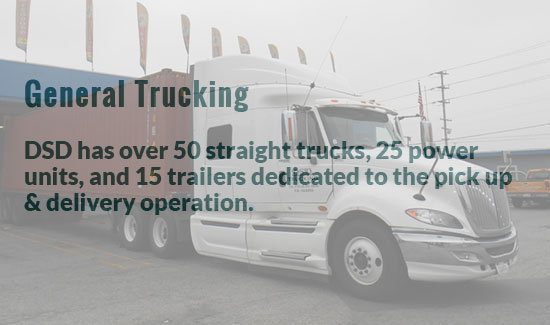 General Trucking
DSD has over 50 straight trucks, 25 power
units, and 15 trailers dedicated to the pick up
& delivery operation.